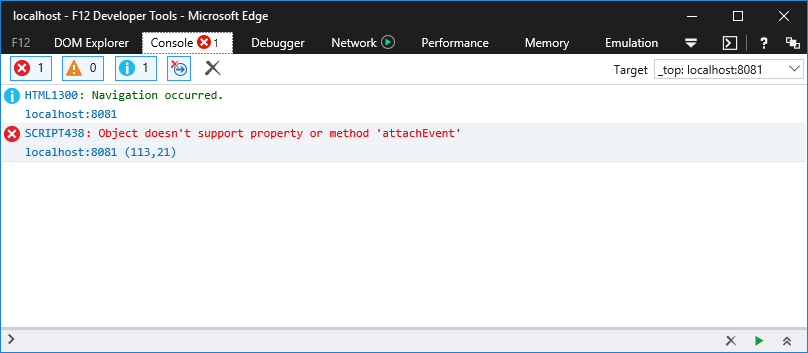 localhost - F12 Developer Tools - Microsoft Edge
F12 DOM Explorer Console 1 Debugger Network Performance Memory Emulation ?
1 0 1 Target _top: localhost:8081
HTML1300: Navigation occurred.
localhost:8081
SCRIPT438: Object doesn't support property or method 'attachEvent'
localhost:8081 (113,21)